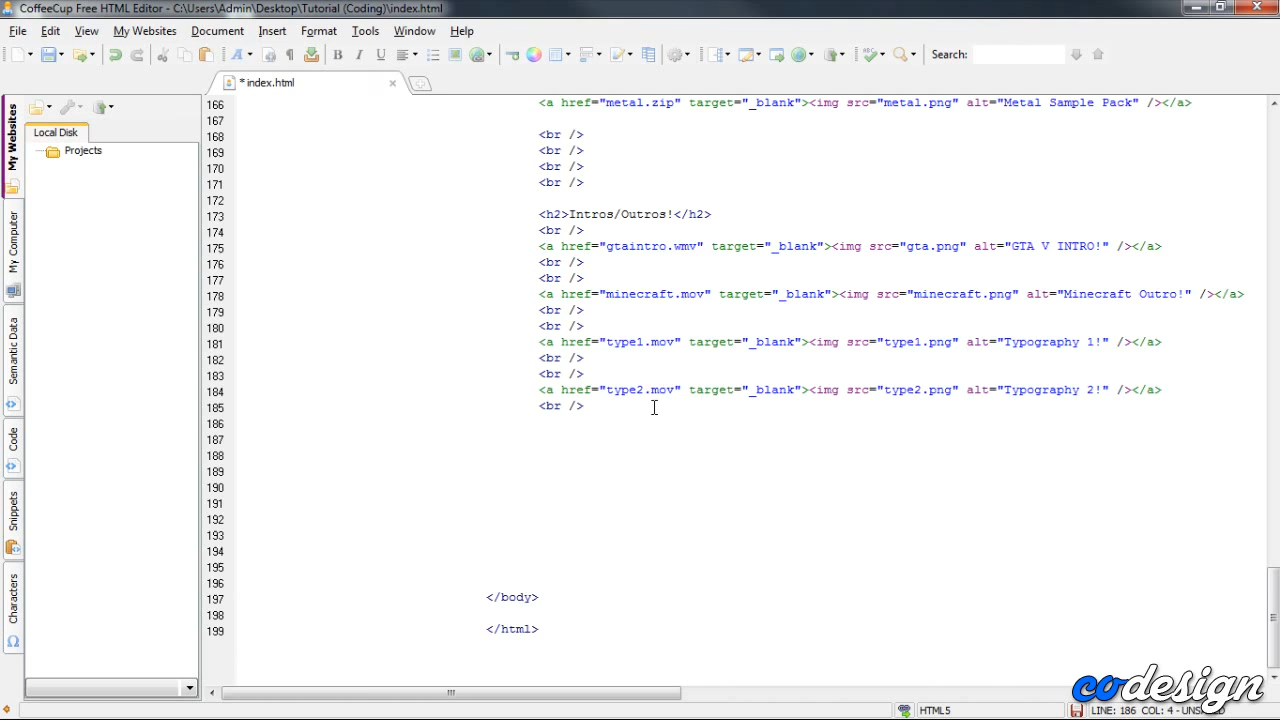 CoffeeCup Free HTML Editor - C:\Users\Admin\Desktop\Tutorial (Coding)\index.html
File Edit View My Websites Document Insert Format Tools Window Help
Search:
* index.html
My Websites
My Computer
Semantic Data
Code
Snippets
Characters
Local Disk
Projects
166 <a href="metal.zip" target="_blank"><img src="metal.png" alt="Metal Sample Pack" /></a>
167
168 <br />
169 <br />
170 <br />
171 <br />
172
173 <h2>Intros/Outros!</h2>
174 <br />
175 <a href="gtaintro.wmv" target="_blank"><img src="gta.png" alt="GTA V INTRO!" /></a>
176 <br />
177 <br />
178 <a href="minecraft.mov" target="_blank"><img src="minecraft.png" alt="Minecraft Outro!" /></a>
179 <br />
180 <br />
181 <a href="type1.mov" target="_blank"><img src="type1.png" alt="Typography 1!" /></a>
182 <br />
183 <br />
184 <a href="type2.mov" target="_blank"><img src="type2.png" alt="Typography 2!" /></a>
185 <br />
186
187
188
189
190
191
192
193
194
195
196
197 </body>
198
199 </html>
codesign
HTML5
LINE: 186 COL: 4 -